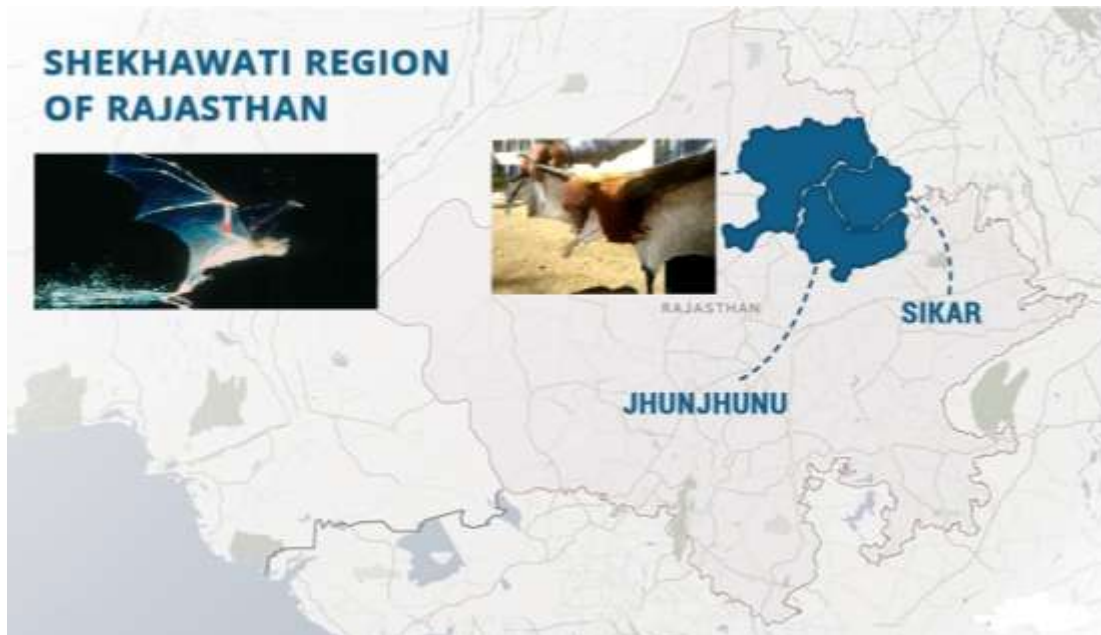 SHEKHAWATI REGION
OF RAJASTHAN
RAJASTHAN
SIKAR
JHUNJHUNU